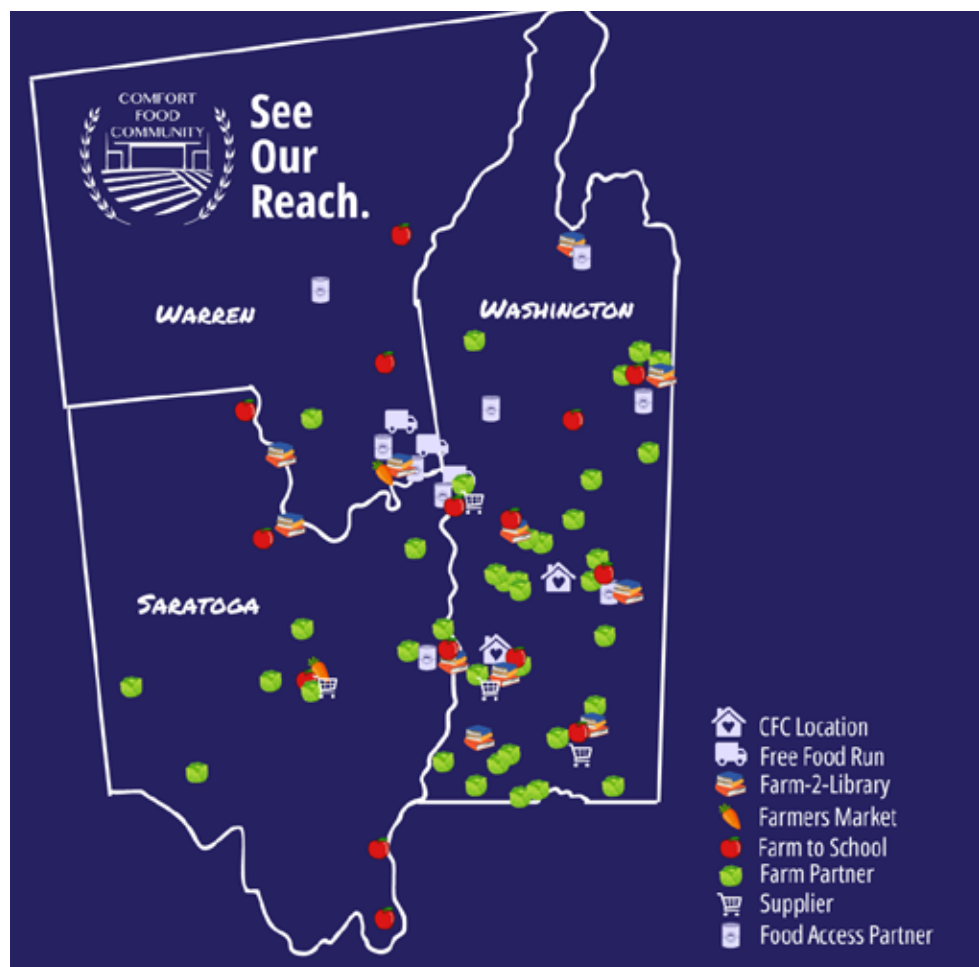 COMFORT
FOOD
COMMUNITY
See
Our
Reach.
WARREN
WASHINGTON
SARATOGA
CFC Location
Free Food Run
Farm-2-Library
Farmers Market
Farm to School
Farm Partner
Supplier
Food Access Partner